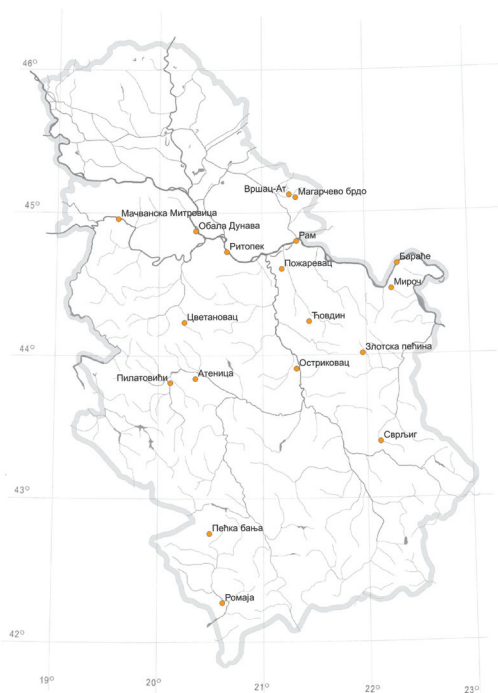 46°
Вршац-Ат
Магарчево брдо
45°
Мачванска Митревица
Обала Дунава
Рам
Ритопек
Бараће
Пожаревац
Мироч
Цветановац
Ћовдин
44°
Злотска пећина
Остриковац
Пилатовићи
Атеница
Сврљиг
43°
Пећка бања
Ромаја
42°
19°
20°
21°
22°
23°